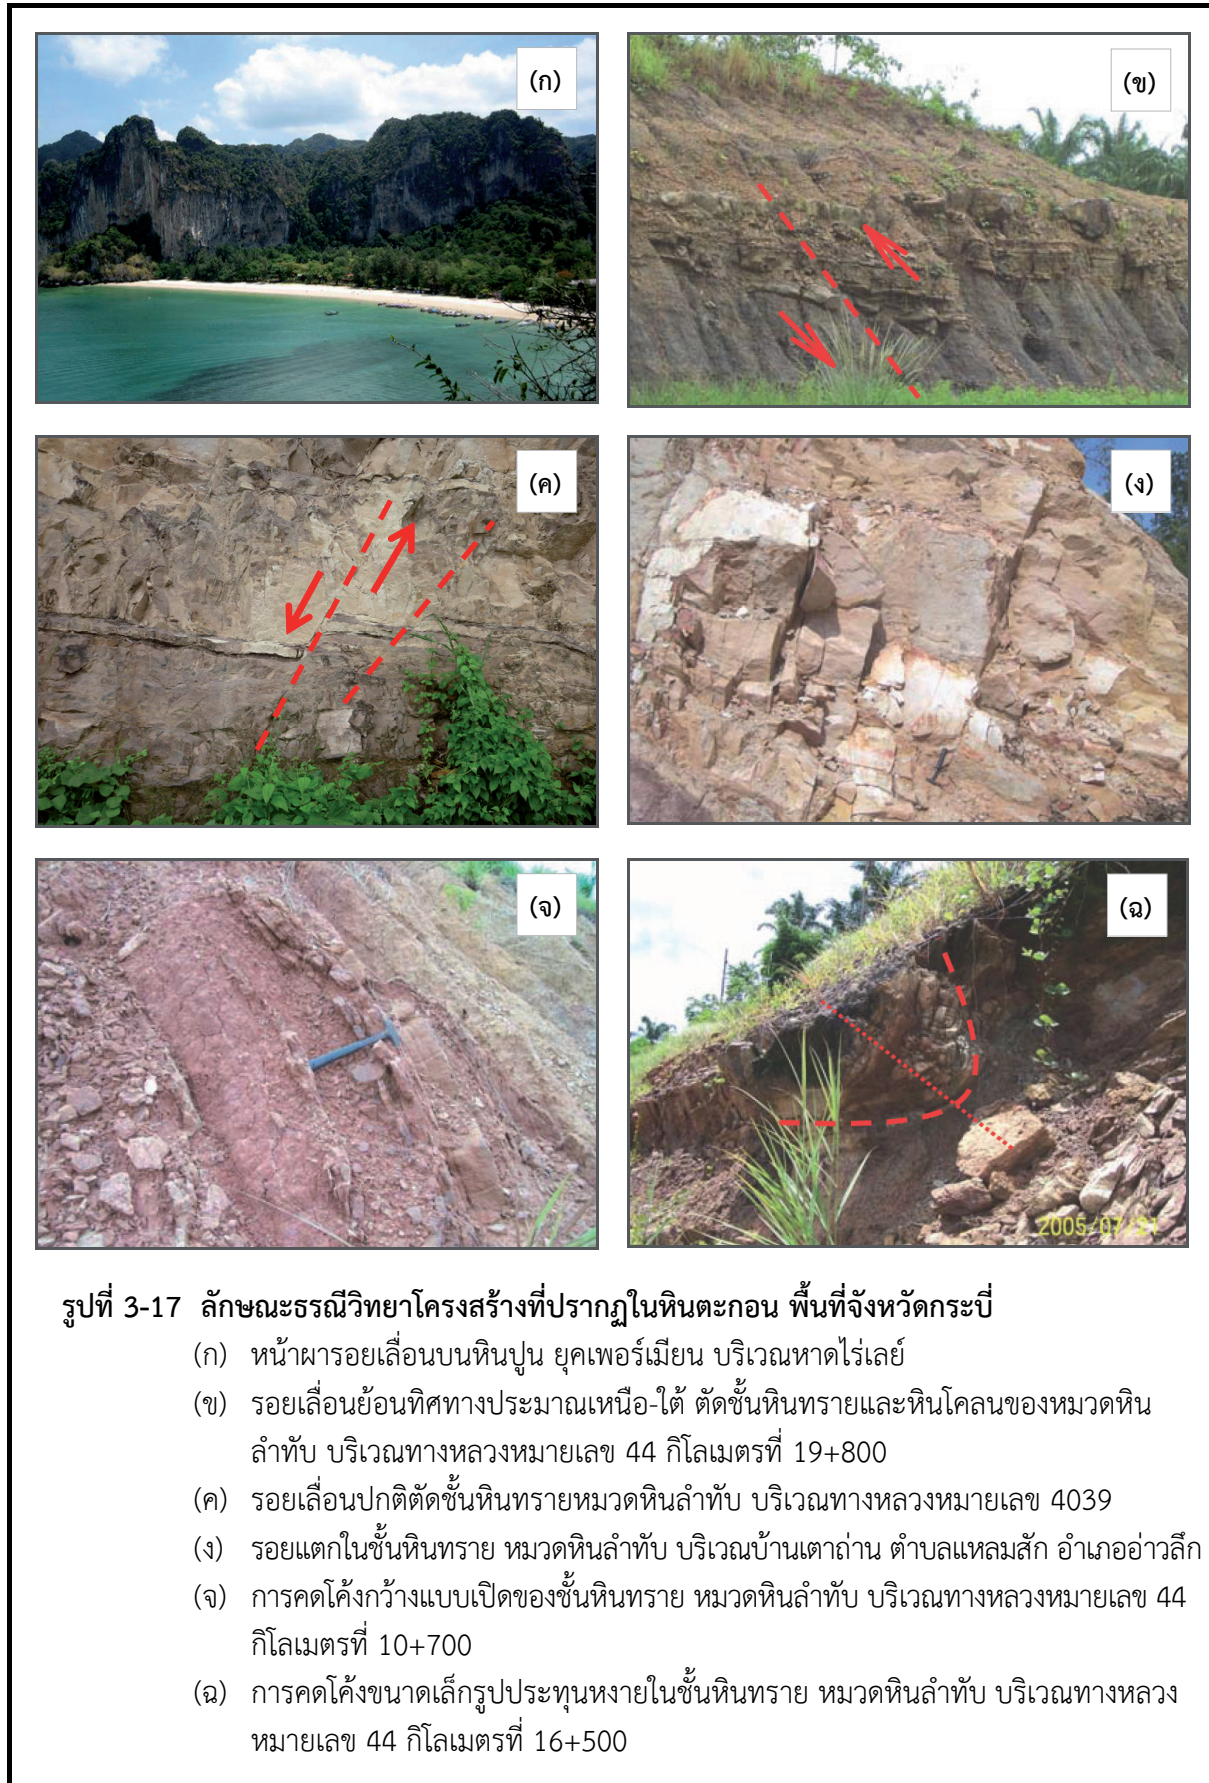 (ก)
(ข)
(ค)
(ง)
(จ)
(ฉ)
2005/07/21
รูปที่ 3-17 ลักษณะธรณีวิทยาโครงสร้างที่ปรากฏในหินตะกอน พื้นที่จังหวัดกระบี่
(ก) หน้าผารอยเลื่อนบนหินปูน ยุคเพอร์เมียน บริเวณหาดไร่เลย์
(ข) รอยเลื่อนย้อนทิศทางประมาณเหนือ-ใต้ ตัดชั้นหินทรายและหินโคลนของหมวดหิน
ลำทับ บริเวณทางหลวงหมายเลข 44 กิโลเมตรที่ 19+800
(ค) รอยเลื่อนปกติตัดชั้นหินทรายหมวดหินลำทับ บริเวณทางหลวงหมายเลข 4039
(ง) รอยแตกในชั้นหินทราย หมวดหินลำทับ บริเวณบ้านเตาถ่าน ตำบลแหลมสัก อำเภออ่าวลึก
(จ) การคดโค้งกว้างแบบเปิดของชั้นหินทราย หมวดหินลำทับ บริเวณทางหลวงหมายเลข 44
กิโลเมตรที่ 10+700
(ฉ) การคดโค้งขนาดเล็กรูปประทุนหงายในชั้นหินทราย หมวดหินลำทับ บริเวณทางหลวง
หมายเลข 44 กิโลเมตรที่ 16+500